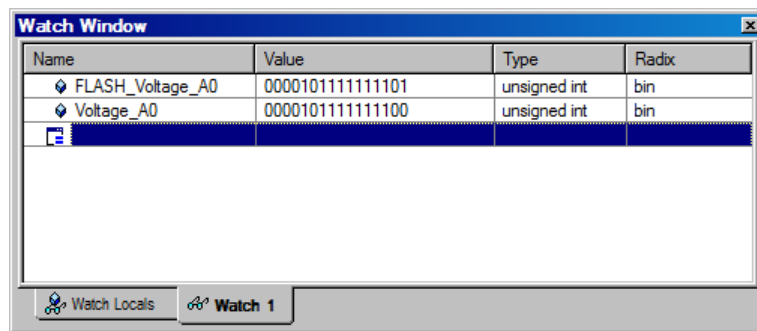 Watch Window
Name Value Type Radix
FLASH_Voltage_A0 0000101111111101 unsigned int bin
Voltage_A0 0000101111111100 unsigned int bin
Watch Locals Watch 1